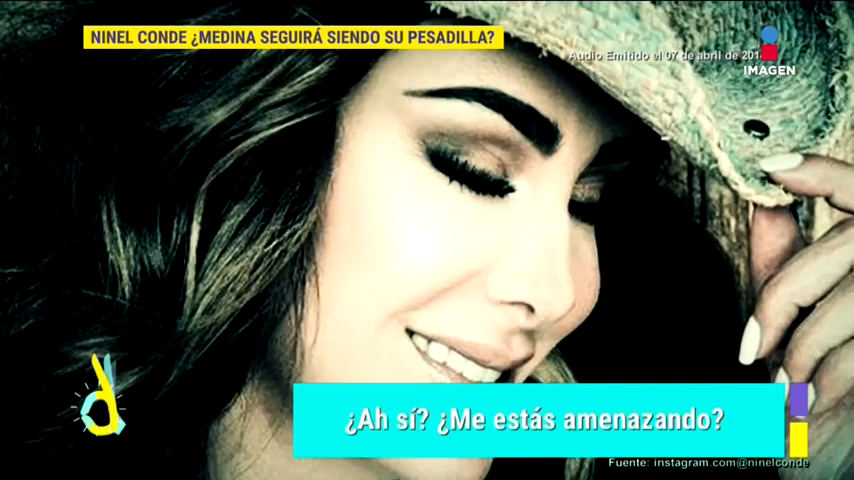 NINEL CONDE ¿MEDINA SEGUIRÁ SIENDO SU PESADILLA?
Audio Emitido el 07 de abril de
IMAGEN
¿Ah sí? ¿Me estás amenazando?
Fuente: instagram.com@ninelconde